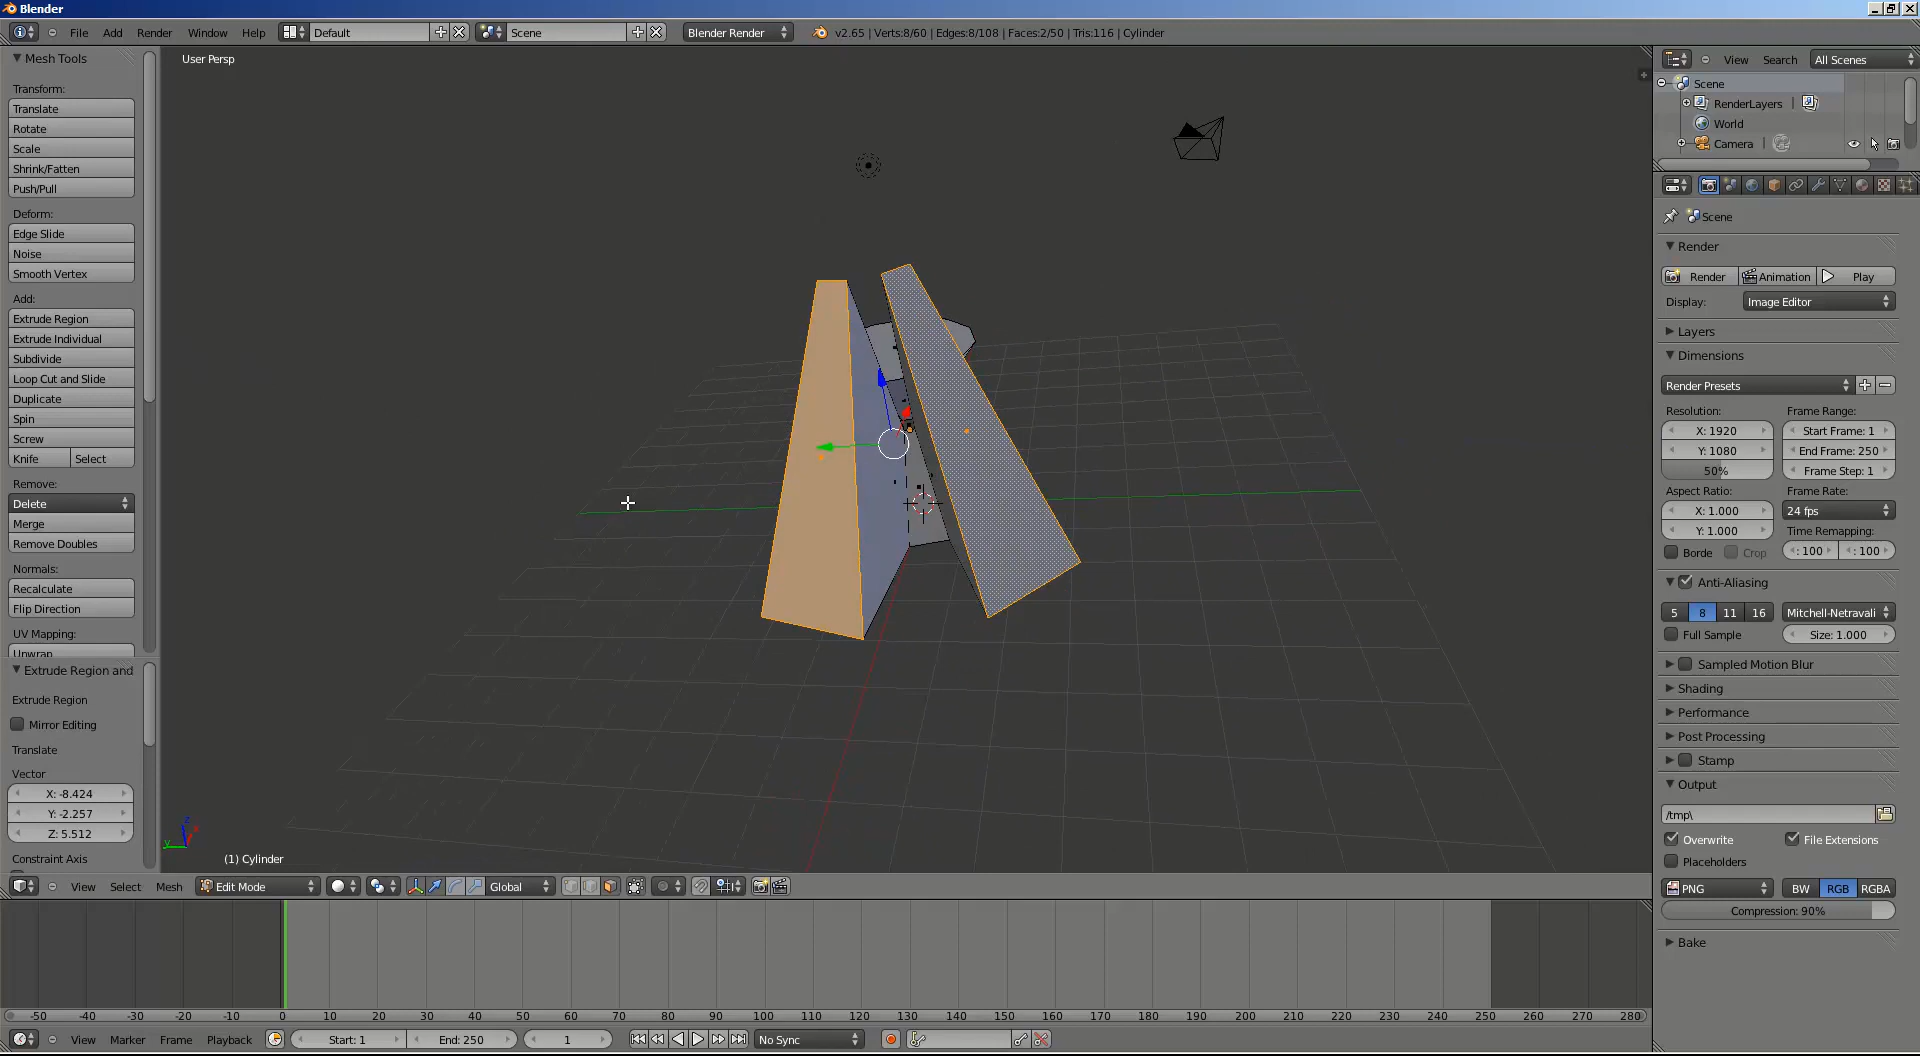 Blender
File Add Render Window Help Default Scene Blender Render v2.65 | Verts:8/60 | Edges:8/108 | Faces:2/50 | Tris:116 | Cylinder
Mesh Tools
Transform:
Translate
Rotate
Scale
Shrink/Fatten
Push/Pull
Deform:
Edge Slide
Noise
Smooth Vertex
Add:
Extrude Region
Extrude Individual
Subdivide
Loop Cut and Slide
Duplicate
Spin
Screw
Knife Select
Remove:
Delete
Merge
Remove Doubles
Normals:
Recalculate
Flip Direction
UV Mapping:
Unwrap
Extrude Region and
Extrude Region
Mirror Editing
Translate
Vector
X: -8.424
Y: -2.257
Z: 5.512
Constraint Axis
User Persp
(1) Cylinder
View Select Mesh Edit Mode Global
View Search All Scenes
Scene
RenderLayers
World
Camera
Scene
Render
Render Animation Play
Display: Image Editor
Layers
Dimensions
Render Presets
Resolution: Frame Range:
X: 1920 Start Frame: 1
Y: 1080 End Frame: 250
50% Frame Step: 1
Aspect Ratio: Frame Rate:
X: 1.000 24 fps
Y: 1.000 Time Remapping:
Borde Crop : 100 : 100
Anti-Aliasing
5 8 11 16 Mitchell-Netravali
Full Sample Size: 1.000
Sampled Motion Blur
Shading
Performance
Post Processing
Stamp
Output
/tmp\
Overwrite File Extensions
Placeholders
PNG BW RGB RGBA
Compression: 90%
Bake
-50 -40 -30 -20 -10 0 10 20 30 40 50 60 70 80 90 100 110 120 130 140 150 160 170 180 190 200 210 220 230 240 250 260 270 280
View Marker Frame Playback Start: 1 End: 250 1 No Sync